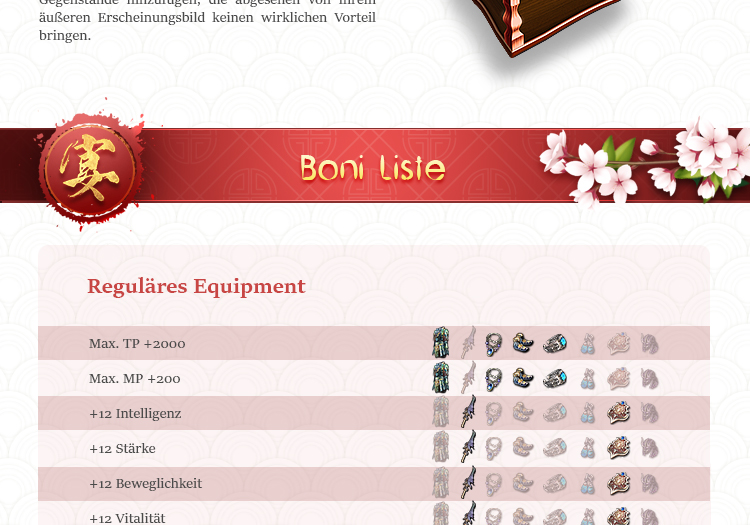 Gegenstände hinzufügen, die abgesehen von ihrem
äußeren Erscheinungsbild keinen wirklichen Vorteil
bringen.
宴
Boni Liste
Reguläres Equipment
Max. TP +2000
Max. MP +200
+12 Intelligenz
+12 Stärke
+12 Beweglichkeit
+12 Vitalität